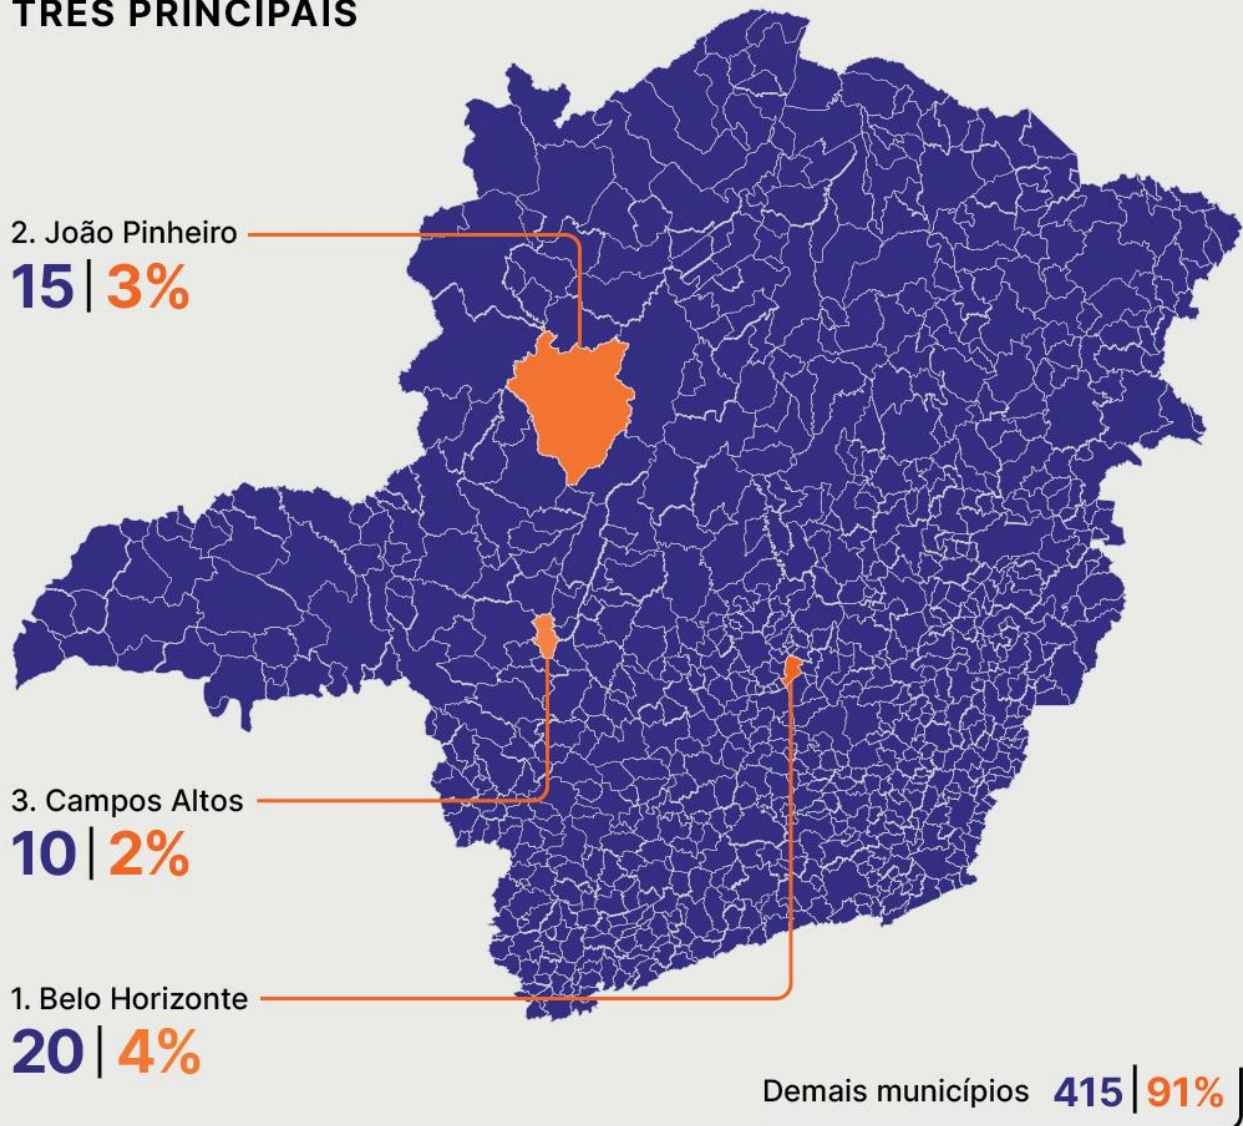 TRÊS PRINCIPAIS
2. João Pinheiro
15 | 3%
3. Campos Altos
10 | 2%
1. Belo Horizonte
20 | 4%
Demais municípios 415 | 91%